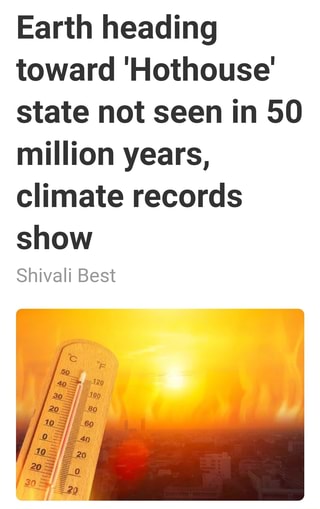 Earth heading
toward 'Hothouse'
state not seen in 50
million years,
climate records
show
Shivali Best
°C °F
50 120
40 100
30 80
20 60
10 40
0 20
10 0
20 20
30